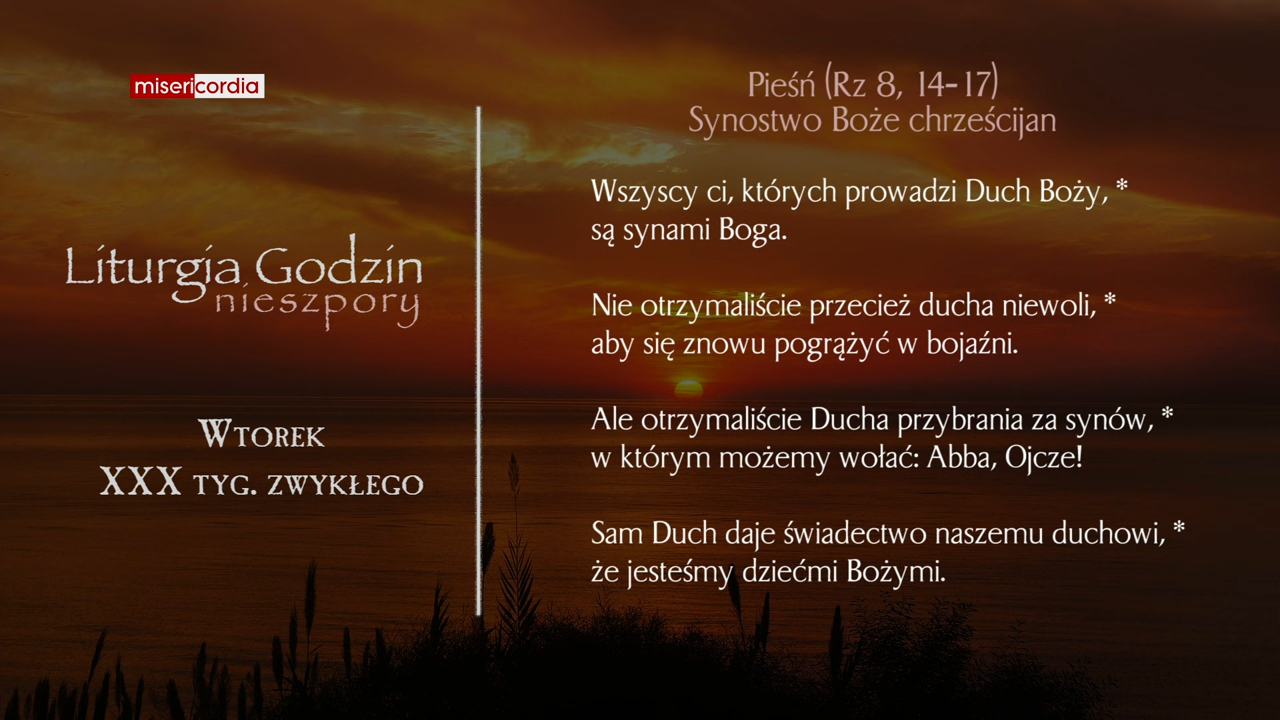 misericordia
Liturgia Godzin
nieszpory
Wtorek
XXX tyg. zwykłego
Pieśń (Rz 8, 14-17)
Synostwo Boże chrześcijan
Wszyscy ci, których prowadzi Duch Boży, *
są synami Boga.
Nie otrzymaliście przecież ducha niewoli, *
aby się znowu pogrążyć w bojaźni.
Ale otrzymaliście Ducha przybrania za synów, *
w którym możemy wołać: Abba, Ojcze!
Sam Duch daje świadectwo naszemu duchowi, *
że jesteśmy dziećmi Bożymi.